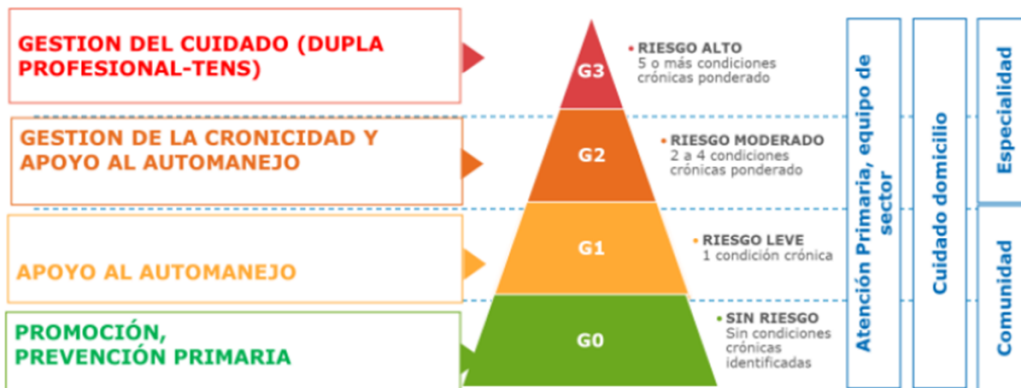 GESTION DEL CUIDADO (DUPLA
PROFESIONAL-TENS)
G3
• RIESGO ALTO
5 o más condiciones
crónicas ponderado
GESTION DE LA CRONICIDAD Y
APOYO AL AUTOMANEJO
G2
• RIESGO MODERADO
2 a 4 condiciones
crónicas ponderado
APOYO AL AUTOMANEJO
G1
• RIESGO LEVE
1 condición crónica
PROMOCIÓN,
PREVENCIÓN PRIMARIA
G0
• SIN RIESGO
Sin condiciones
crónicas
identificadas
Atención Primaria, equipo de
sector
Cuidado domicilio
Especialidad
Comunidad